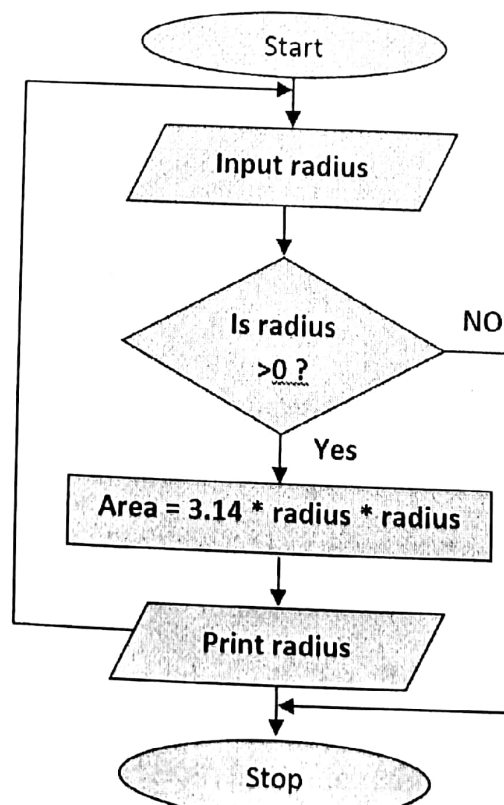 Start
Input radius
Is radius
>0 ?
NO
Yes
Area = 3.14 * radius * radius
Print radius
Stop